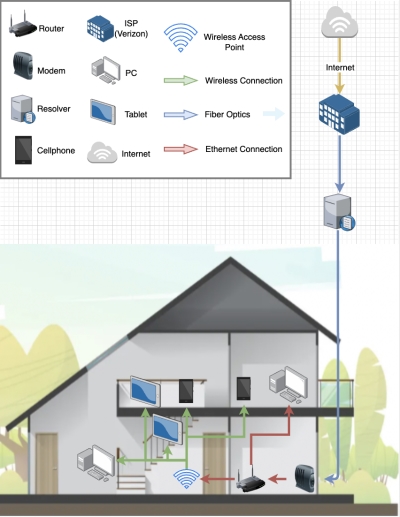 Router
ISP
(Verizon)
Wireless Access
Point
Modem
PC
Wireless Connection
Resolver
Tablet
Fiber Optics
Cellphone
Internet
Ethernet Connection
Internet